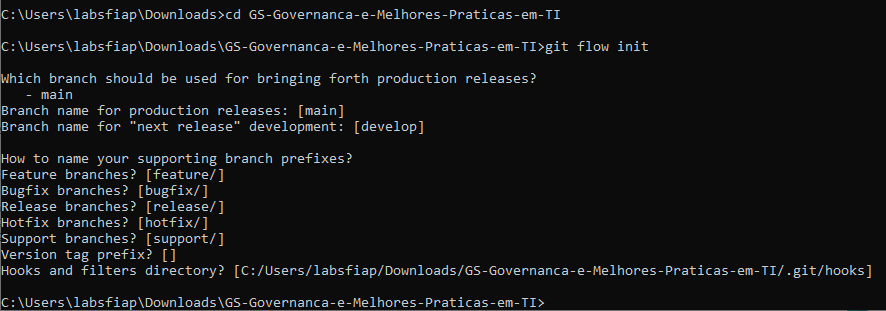 C:\Users\labsfiap\Downloads>cd GS-Governanca-e-Melhores-Praticas-em-TI
C:\Users\labsfiap\Downloads\GS-Governanca-e-Melhores-Praticas-em-TI>git flow init
Which branch should be used for bringing forth production releases?
   - main
Branch name for production releases: [main]
Branch name for "next release" development: [develop]
How to name your supporting branch prefixes?
Feature branches? [feature/]
Bugfix branches? [bugfix/]
Release branches? [release/]
Hotfix branches? [hotfix/]
Support branches? [support/]
Version tag prefix? []
Hooks and filters directory? [C:/Users/labsfiap/Downloads/GS-Governanca-e-Melhores-Praticas-em-TI/.git/hooks]
C:\Users\labsfiap\Downloads\GS-Governanca-e-Melhores-Praticas-em-TI>